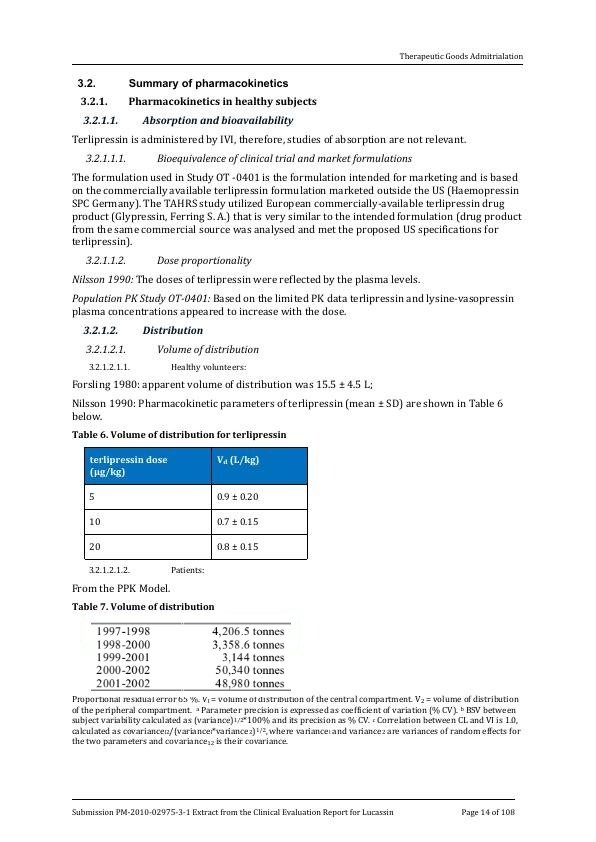 Therapeutic Goods Admitrialation
3.2. Summary of pharmacokinetics
3.2.1. Pharmacokinetics in healthy subjects
3.2.1.1. Absorption and bioavailability
Terlipressin is administered by IVI, therefore, studies of absorption are not relevant.
3.2.1.1.1. Bioequivalence of clinical trial and market formulations
The formulation used in Study OT -0401 is the formulation intended for marketing and is based
on the commercially available terlipressin formulation marketed outside the US (Haemopressin
SPC Germany). The TAHRS study utilized European commercially-available terlipressin drug
product (Glypressin, Ferring S. A.) that is very similar to the intended formulation (drug product
from the same commercial source was analysed and met the proposed US specifications for
terlipressin).
3.2.1.1.2. Dose proportionality
Nilsson 1990: The doses of terlipressin were reflected by the plasma levels.
Population PK Study OT-0401: Based on the limited PK data terlipressin and lysine-vasopressin
plasma concentrations appeared to increase with the dose.
3.2.1.2. Distribution
3.2.1.2.1. Volume of distribution
3.2.1.2.1.1. Healthy volunteers:
Forsling 1980: apparent volume of distribution was 15.5 ± 4.5 L;
Nilsson 1990: Pharmacokinetic parameters of terlipressin (mean ± SD) are shown in Table 6
below.
Table 6. Volume of distribution for terlipressin
terlipressin dose V₄ (L/kg)
(μg/kg)
5 0.9 ± 0.20
10 0.7 ± 0.15
20 0.8 ± 0.15
3.2.1.2.1.2. Patients:
From the PPK Model.
Table 7. Volume of distribution
1997-1998 4,206.5 tonnes
1998-2000 3,358.6 tonnes
1999-2001 3,144 tonnes
2000-2002 50,340 tonnes
2001-2002 48,980 tonnes
Proportional residual error 65 %. V₁= volume of distribution of the central compartment. V₂ = volume of distribution
of the peripheral compartment. ᵃ Parameter precision is expressed as coefficient of variation (% CV). ᵇ BSV between
subject variability calculated as (variance)¹/²*100% and its precision as % CV. ᶜ Correlation between CL and VI is 1.0,
calculated as covariance₁₂/(variance₁*variance₂)¹/², where variance₁ and variance₂ are variances of random effects for
the two parameters and covariance₁₂ is their covariance.
Submission PM-2010-02975-3-1 Extract from the Clinical Evaluation Report for Lucassin Page 14 of 108